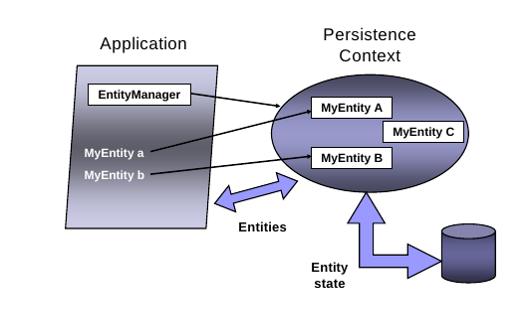 Application
Persistence
Context
EntityManager
MyEntity A
MyEntity C
MyEntity a
MyEntity B
MyEntity b
Entities
Entity
state